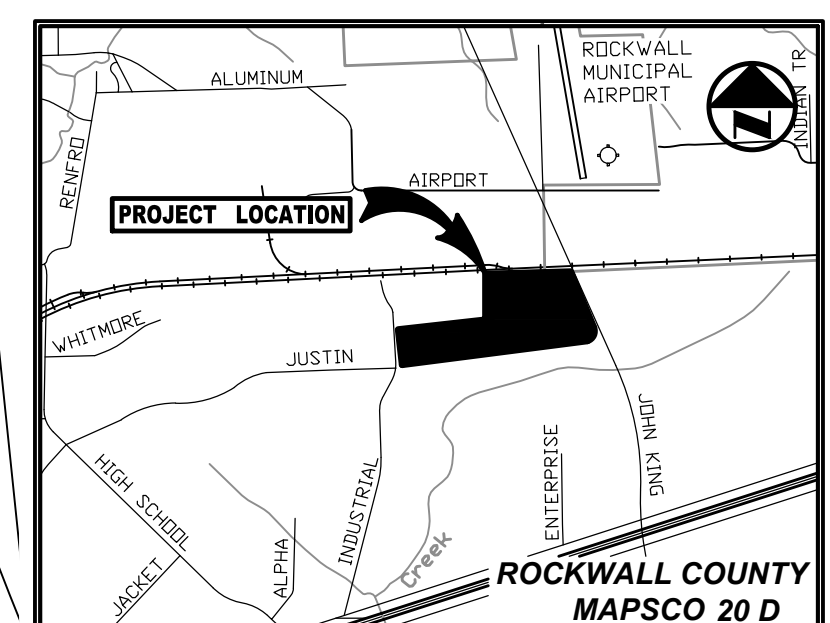 ROCKWALL
MUNICIPAL
AIRPORT
INDIAN TR
N
ALUMINUM
RENFRO
AIRPORT
PROJECT LOCATION
WHITMORE
JUSTIN
JOHN KING
HIGH SCHOOL
INDUSTRIAL
ENTERPRISE
JACKET
ALPHA
Creek
ROCKWALL COUNTY
MAPSCO 20 D